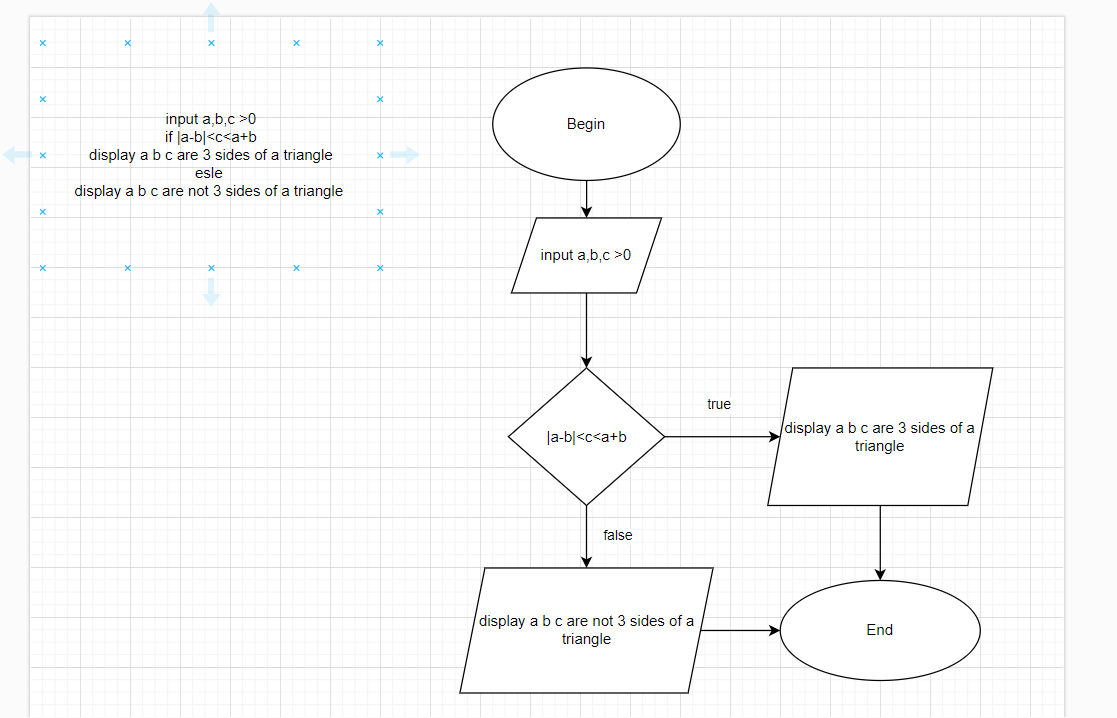 input a,b,c >0
if |a-b|<c<a+b
display a b c are 3 sides of a triangle
esle
display a b c are not 3 sides of a triangle
Begin
input a,b,c >0
|a-b|<c<a+b
true
display a b c are 3 sides of a
triangle
false
display a b c are not 3 sides of a
triangle
End